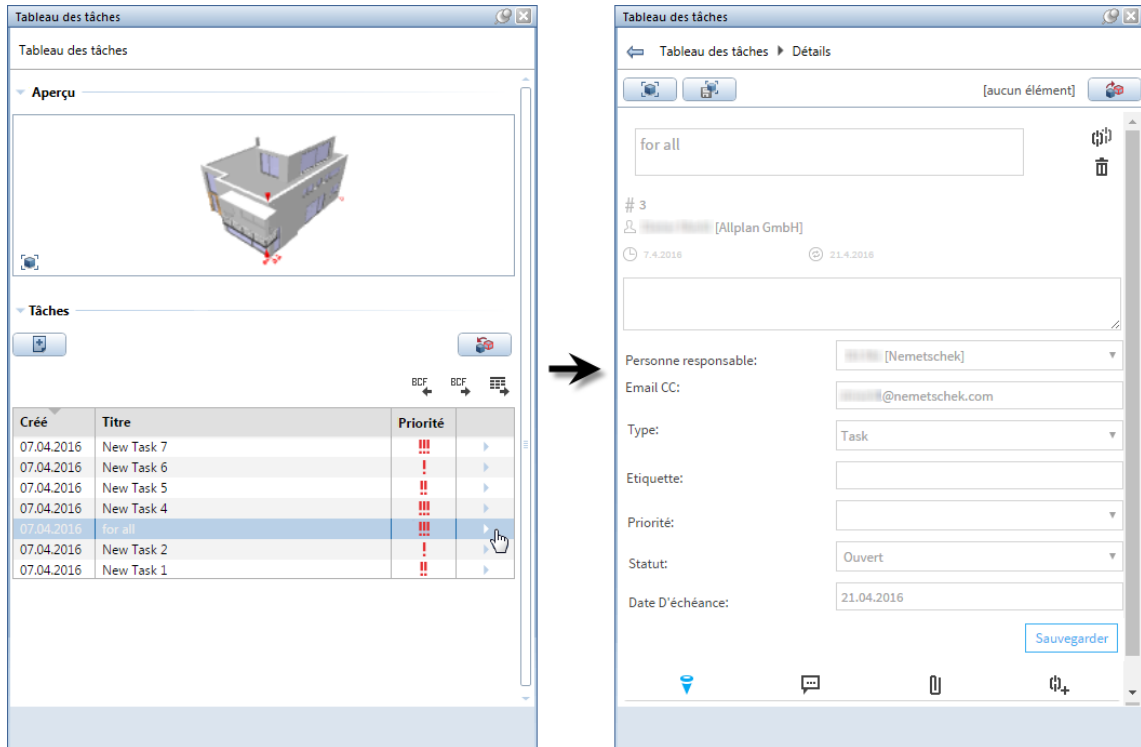 Tableau des tâches
Tableau des tâches
Aperçu
Tâches
BCF BCF
Créé Titre Priorité
07.04.2016 New Task 7 !!!
07.04.2016 New Task 6 !
07.04.2016 New Task 5 !!
07.04.2016 New Task 4 !!!
07.04.2016 for all !!!
07.04.2016 New Task 2 !
07.04.2016 New Task 1 !!
Tableau des tâches
Tableau des tâches Détails
[aucun élément]
for all
# 3
[Allplan GmbH]
7.4.2016 21.4.2016
Personne responsable: [Nemetschek]
Email CC: @nemetschek.com
Type: Task
Etiquette:
Priorité:
Statut: Ouvert
Date D'échéance: 21.04.2016
Sauvegarder